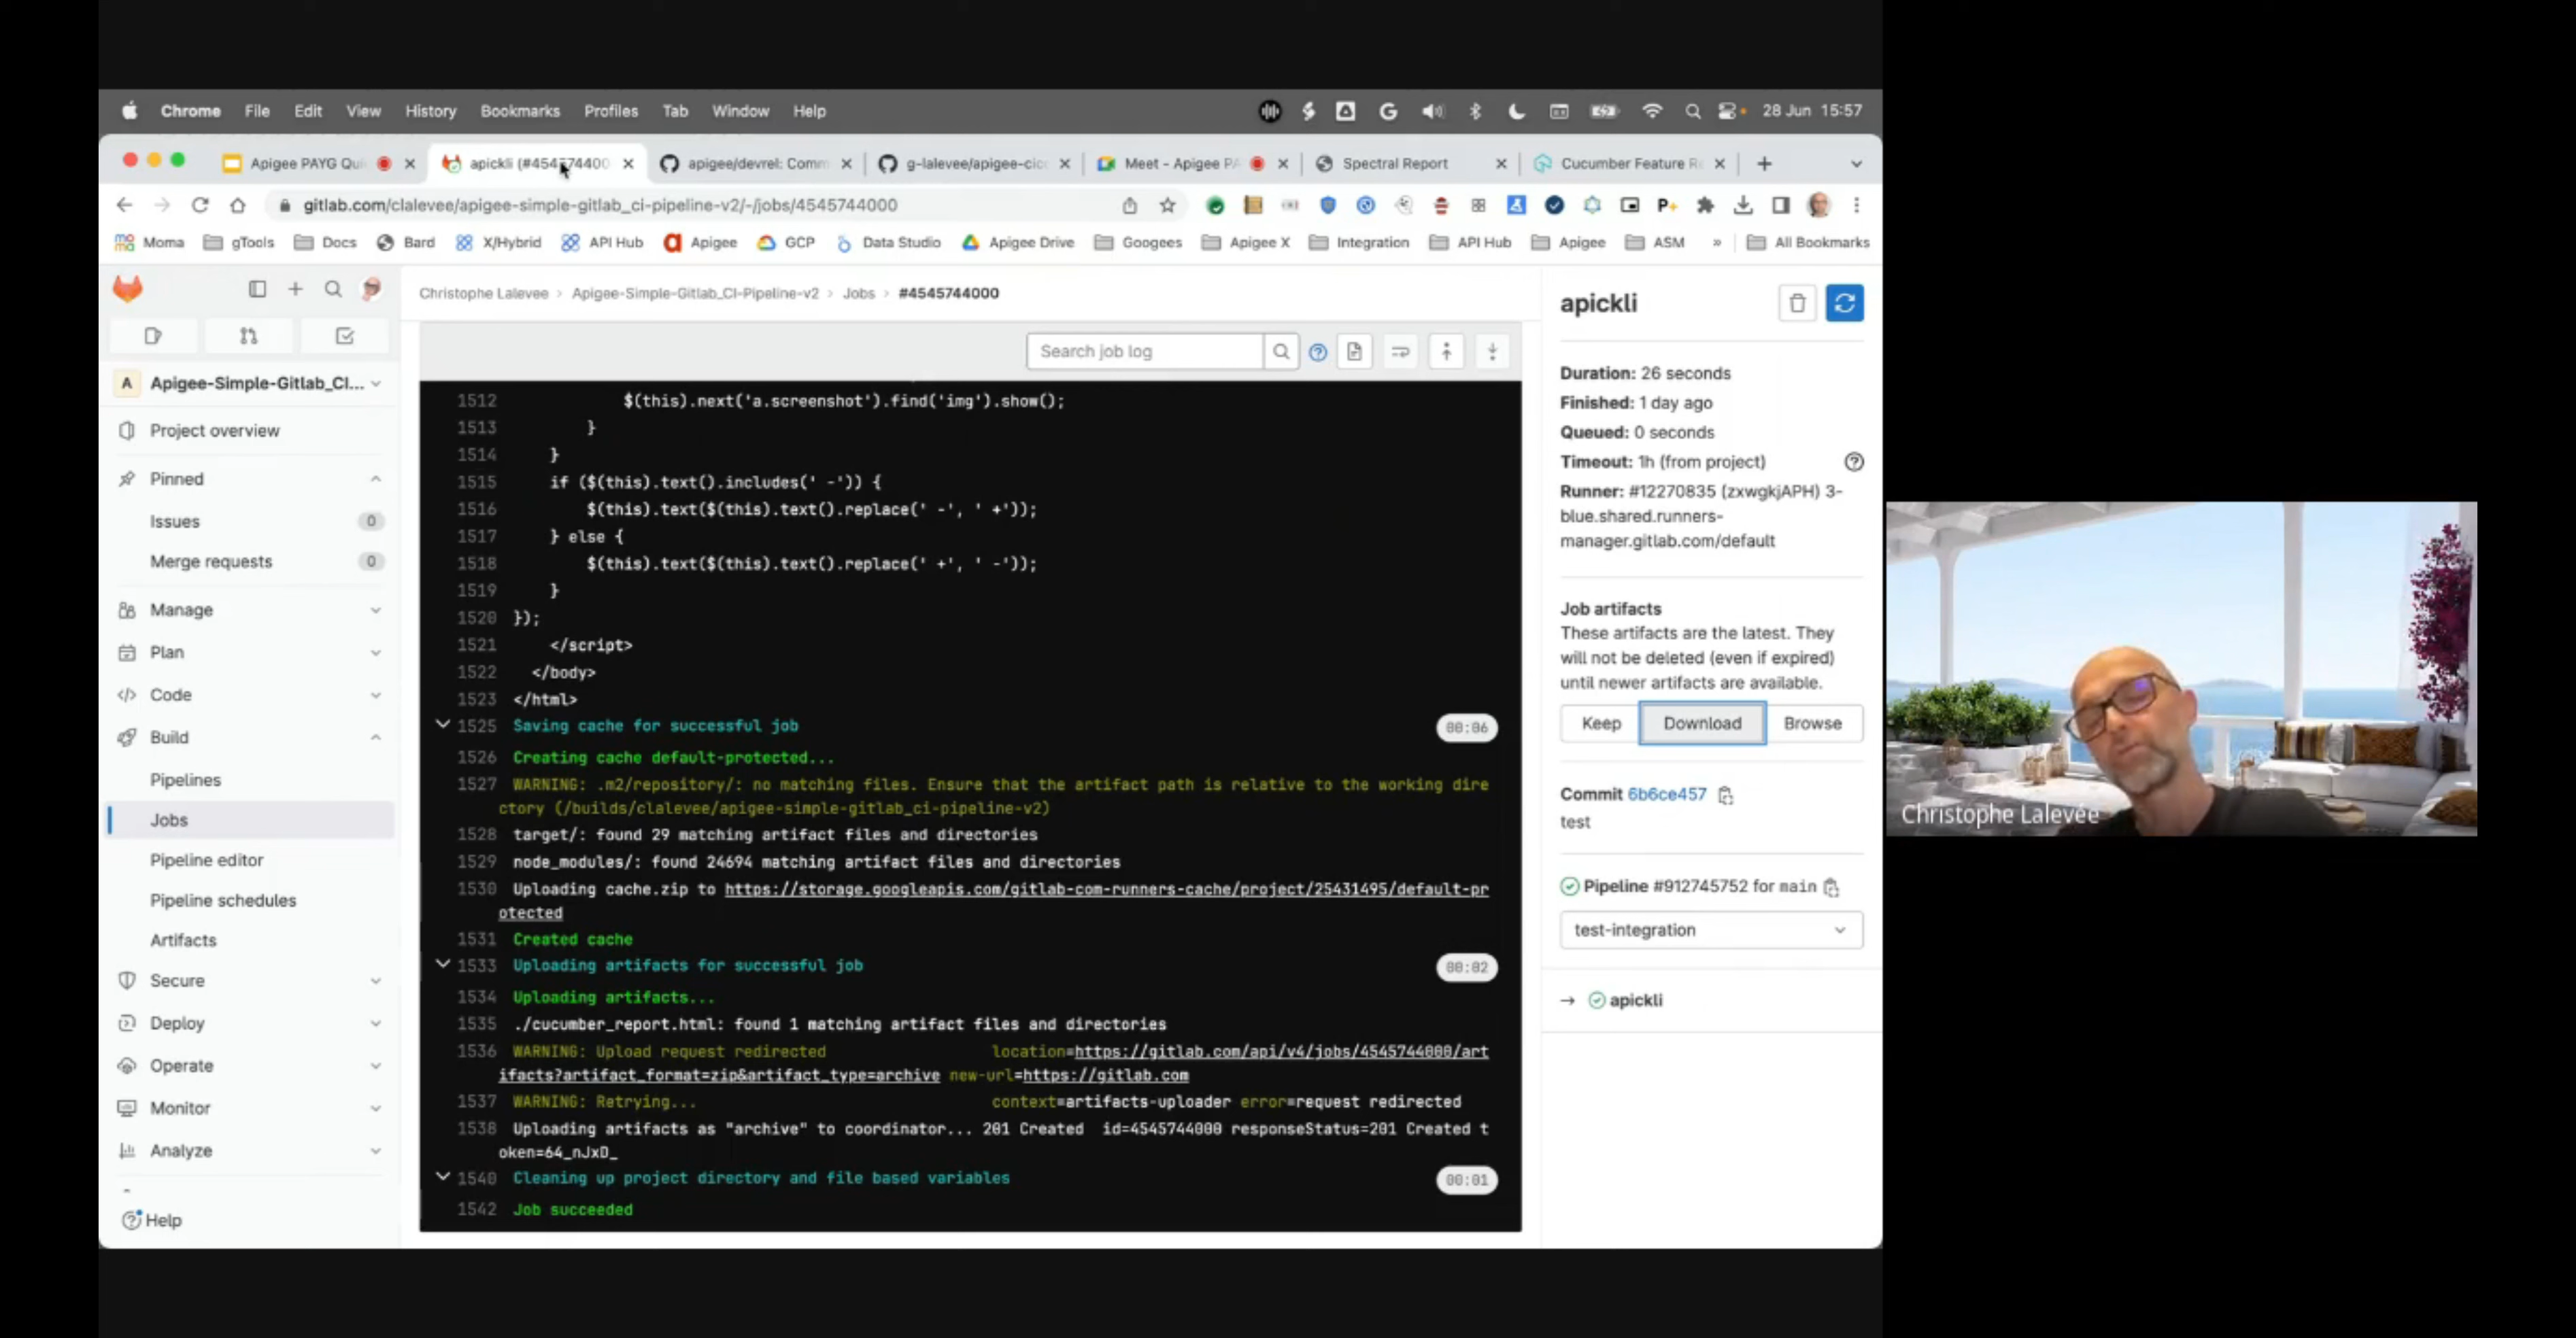 Chrome File Edit View History Bookmarks Profiles Tab Window Help
28 Jun 15:57
Apigee PAYG Qui
apickli (#454574400
apigee/devrel: Comm
g-lalevee/apigee-cicd
Meet - Apigee PA
Spectral Report
Cucumber Feature Re
gitlab.com/clalevee/apigee-simple-gitlab_ci-pipeline-v2/-/jobs/4545744000
P+
Moma gTools Docs Bard X/Hybrid API Hub Apigee GCP Data Studio Apigee Drive Googees Apigee X Integration API Hub Apigee ASM » All Bookmarks
A Apigee-Simple-Gitlab_CI...
Project overview
Pinned
Issues 0
Merge requests 0
Manage
Plan
Code
Build
Pipelines
Jobs
Pipeline editor
Pipeline schedules
Artifacts
Secure
Deploy
Operate
Monitor
Analyze
Help
Christophe Lalevee > Apigee-Simple-Gitlab_CI-Pipeline-v2 > Jobs > #4545744000
Search job log
1512 $(this).next('a.screenshot').find('img').show();
1513 }
1514 }
1515 if ($(this).text().includes(' -')) {
1516 $(this).text($(this).text().replace(' -', ' +'));
1517 } else {
1518 $(this).text($(this).text().replace(' +', ' -'));
1519 }
1520 });
1521 </script>
1522 </body>
1523 </html>
1525 Saving cache for successful job 00:06
1526 Creating cache default-protected...
1527 WARNING: .m2/repository/: no matching files. Ensure that the artifact path is relative to the working dire
ctory (/builds/clalevee/apigee-simple-gitlab_ci-pipeline-v2)
1528 target/: found 29 matching artifact files and directories
1529 node_modules/: found 24694 matching artifact files and directories
1530 Uploading cache.zip to https://storage.googleapis.com/gitlab-com-runners-cache/project/25431495/default-pr
otected
1531 Created cache
1533 Uploading artifacts for successful job 00:02
1534 Uploading artifacts...
1535 ./cucumber_report.html: found 1 matching artifact files and directories
1536 WARNING: Upload request redirected location=https://gitlab.com/api/v4/jobs/4545744000/art
ifacts?artifact_format=zip&artifact_type=archive new-url=https://gitlab.com
1537 WARNING: Retrying... context=artifacts-uploader error=request redirected
1538 Uploading artifacts as "archive" to coordinator... 201 Created id=4545744000 responseStatus=201 Created t
oken=64_nJxD_
1540 Cleaning up project directory and file based variables 00:01
1542 Job succeeded
apickli
Duration: 26 seconds
Finished: 1 day ago
Queued: 0 seconds
Timeout: 1h (from project)
Runner: #12270835 (zxwgkjAPH) 3-
blue.shared.runners-
manager.gitlab.com/default
Job artifacts
These artifacts are the latest. They
will not be deleted (even if expired)
until newer artifacts are available.
Keep Download Browse
Commit 6b6ce457
test
Pipeline #912745752 for main
test-integration
→ apickli
Christophe Lalevée